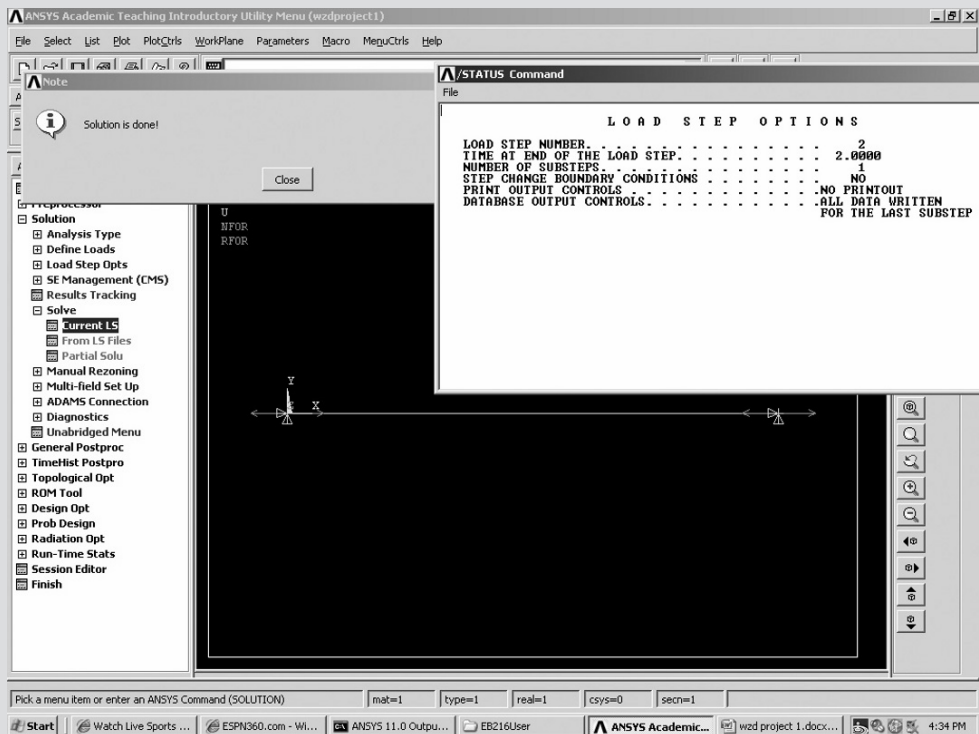 ANSYS Academic Teaching Introductory Utility Menu (wzdproject1)
File Select List Plot PlotCtrls WorkPlane Parameters Macro MenuCtrls Help
Note
Solution is done!
Close
/STATUS Command
File
LOAD STEP OPTIONS
LOAD STEP NUMBER. . . . . . . . . . . . . . . . 2
TIME AT END OF THE LOAD STEP. . . . . . . . . . 2.0000
NUMBER OF SUBSTEPS. . . . . . . . . . . . . . . 1
STEP CHANGE BOUNDARY CONDITIONS . . . . . . . . NO
PRINT OUTPUT CONTROLS . . . . . . . . . . . . .NO PRINTOUT
DATABASE OUTPUT CONTROLS. . . . . . . . . . . .ALL DATA WRITTEN
FOR THE LAST SUBSTEP
Preprocessor
Solution
Analysis Type
Define Loads
Load Step Opts
SE Management (CMS)
Results Tracking
Solve
Current LS
From LS Files
Partial Solu
Manual Rezoning
Multi-field Set Up
ADAMS Connection
Diagnostics
Unabridged Menu
General Postproc
TimeHist Postpro
Topological Opt
ROM Tool
Design Opt
Prob Design
Radiation Opt
Run-Time Stats
Session Editor
Finish
U
NFOR
RFOR
Y
X
Pick a menu item or enter an ANSYS Command (SOLUTION)
mat=1
type=1
real=1
csys=0
secn=1
Start
Watch Live Sports ...
ESPN360.com - Wi...
ANSYS 11.0 Outpu...
EB216User
ANSYS Academic...
wzd project 1.docx...
4:34 PM